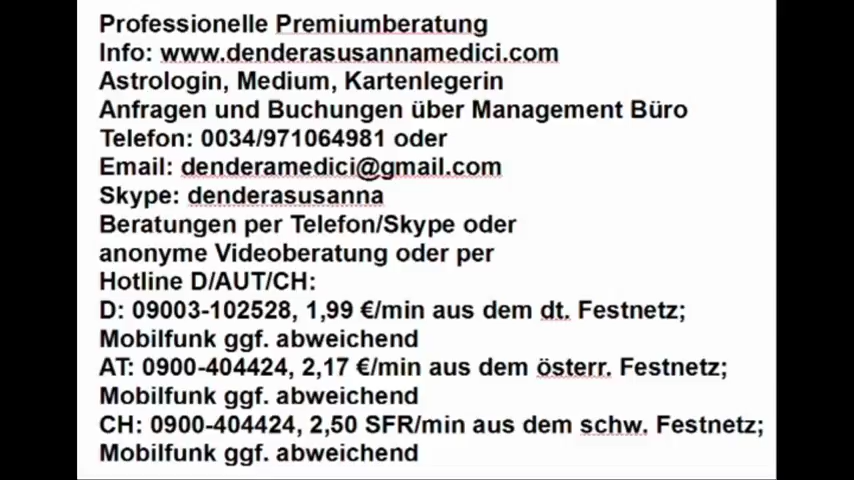 Professionelle Premiumberatung
Info: www.denderasusannamedici.com
Astrologin, Medium, Kartenlegerin
Anfragen und Buchungen über Management Büro
Telefon: 0034/971064981 oder
Email: denderamedici@gmail.com
Skype: denderasusanna
Beratungen per Telefon/Skype oder
anonyme Videoberatung oder per
Hotline D/AUT/CH:
D: 09003-102528, 1,99 €/min aus dem dt. Festnetz;
Mobilfunk ggf. abweichend
AT: 0900-404424, 2,17 €/min aus dem österr. Festnetz;
Mobilfunk ggf. abweichend
CH: 0900-404424, 2,50 SFR/min aus dem schw. Festnetz;
Mobilfunk ggf. abweichend